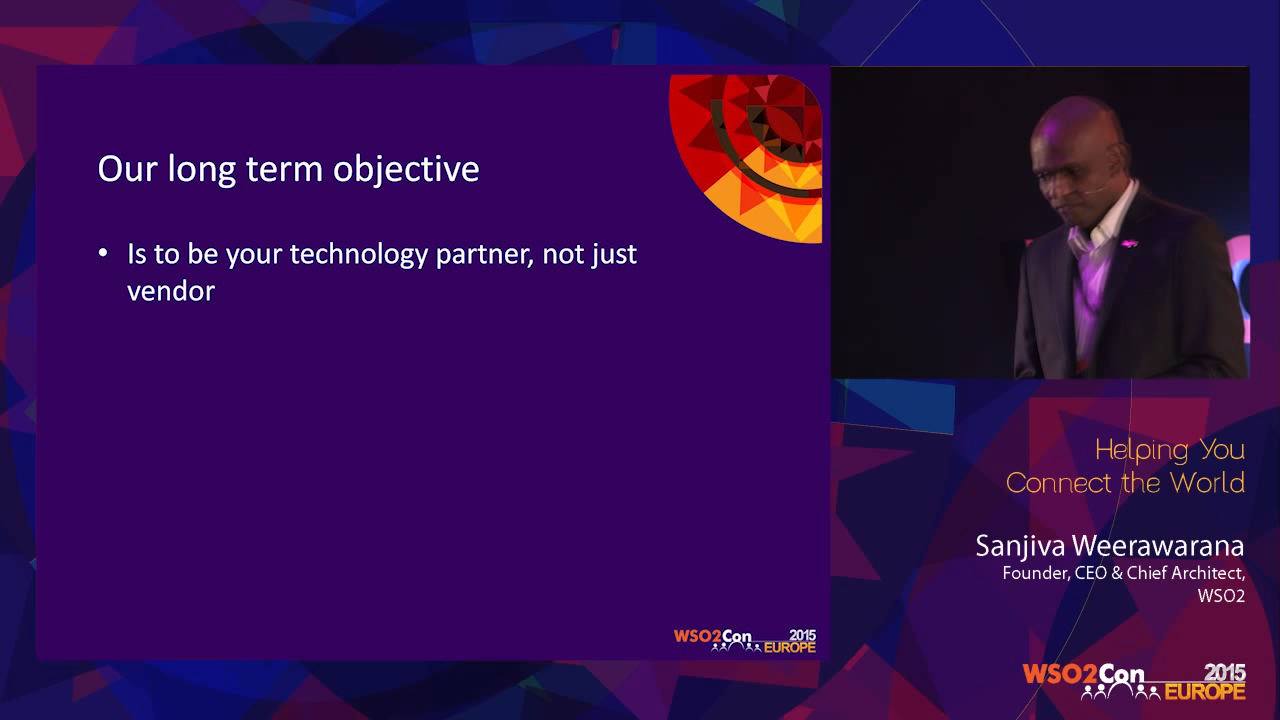 Our long term objective
• Is to be your technology partner, not just
vendor
WSO2Con 2015
EUROPE
Helping You
Connect the World
Sanjiva Weerawarana
Founder, CEO & Chief Architect,
WSO2
WSO2Con 2015
EUROPE